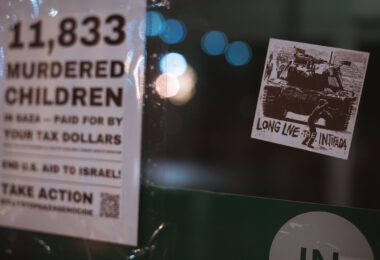 11,833
MURDERED
CHILDREN
IN GAZA — PAID FOR BY
YOUR TAX DOLLARS
END U.S. AID TO ISRAEL!
TAKE ACTION
LONG LIVE THE INTIFADA
IN